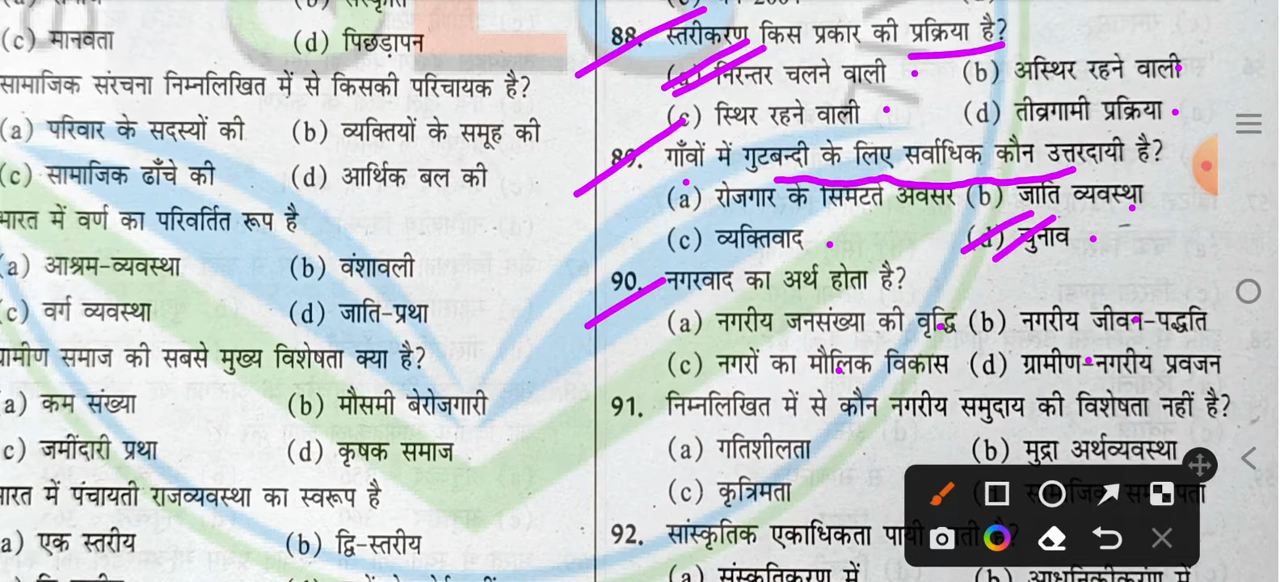 (b) संस्कृति
(c) मानवता (d) पिछड़ापन
सामाजिक संरचना निम्नलिखित में से किसकी परिचायक है?
(a) परिवार के सदस्यों की (b) व्यक्तियों के समूह की
(c) सामाजिक ढाँचे की (d) आर्थिक बल की
भारत में वर्ण का परिवर्तित रूप है
(a) आश्रम-व्यवस्था (b) वंशावली
(c) वर्ग व्यवस्था (d) जाति-प्रथा
ग्रामीण समाज की सबसे मुख्य विशेषता क्या है?
a) कम संख्या (b) मौसमी बेरोजगारी
c) जमींदारी प्रथा (d) कृषक समाज
भारत में पंचायती राजव्यवस्था का स्वरूप है
a) एक स्तरीय (b) द्वि-स्तरीय
88. स्तरीकरण किस प्रकार की प्रक्रिया है?
(a) निरन्तर चलने वाली (b) अस्थिर रहने वाली
(c) स्थिर रहने वाली (d) तीव्रगामी प्रक्रिया
89. गाँवों में गुटबन्दी के लिए सर्वाधिक कौन उत्तरदायी है?
(a) रोजगार के सिमटते अवसर (b) जाति व्यवस्था
(c) व्यक्तिवाद (d) चुनाव
90. नगरवाद का अर्थ होता है?
(a) नगरीय जनसंख्या की वृद्धि (b) नगरीय जीवन-पद्धति
(c) नगरों का मौलिक विकास (d) ग्रामीण-नगरीय प्रवजन
91. निम्नलिखित में से कौन नगरीय समुदाय की विशेषता नहीं है?
(a) गतिशीलता (b) मुद्रा अर्थव्यवस्था
(c) कृत्रिमता
92. सांस्कृतिक एकाधिकता पायी जाती है?
(a) संस्कृतिकरण में (b) आधुनिकीकरण में